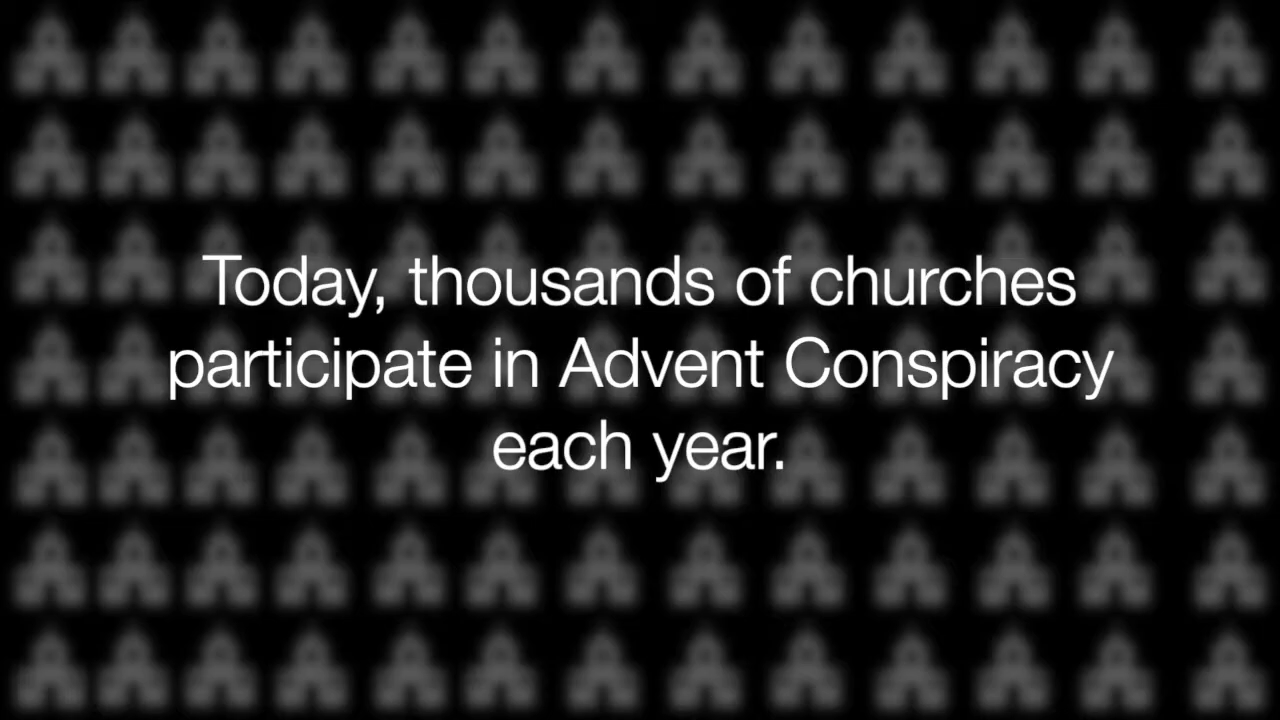 Today, thousands of churches
participate in Advent Conspiracy
each year.